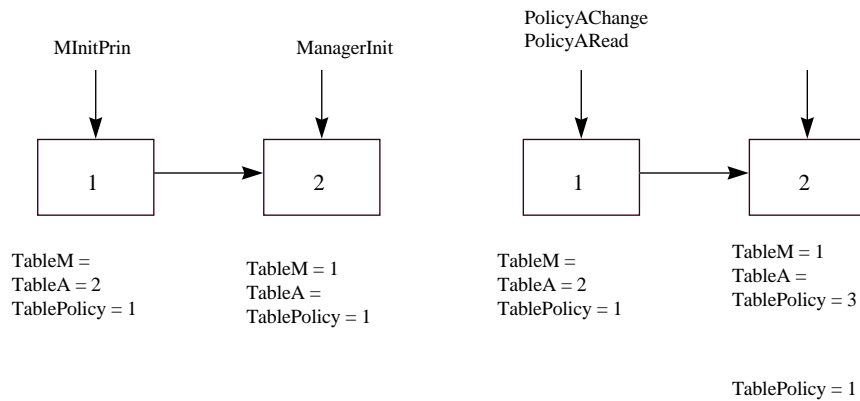 MInitPrin
ManagerInit
1
2
TableM =
TableA = 2
TablePolicy = 1
TableM = 1
TableA =
TablePolicy = 1
PolicyAChange
PolicyARead
1
2
TableM =
TableA = 2
TablePolicy = 1
TableM = 1
TableA =
TablePolicy = 3
TablePolicy = 1